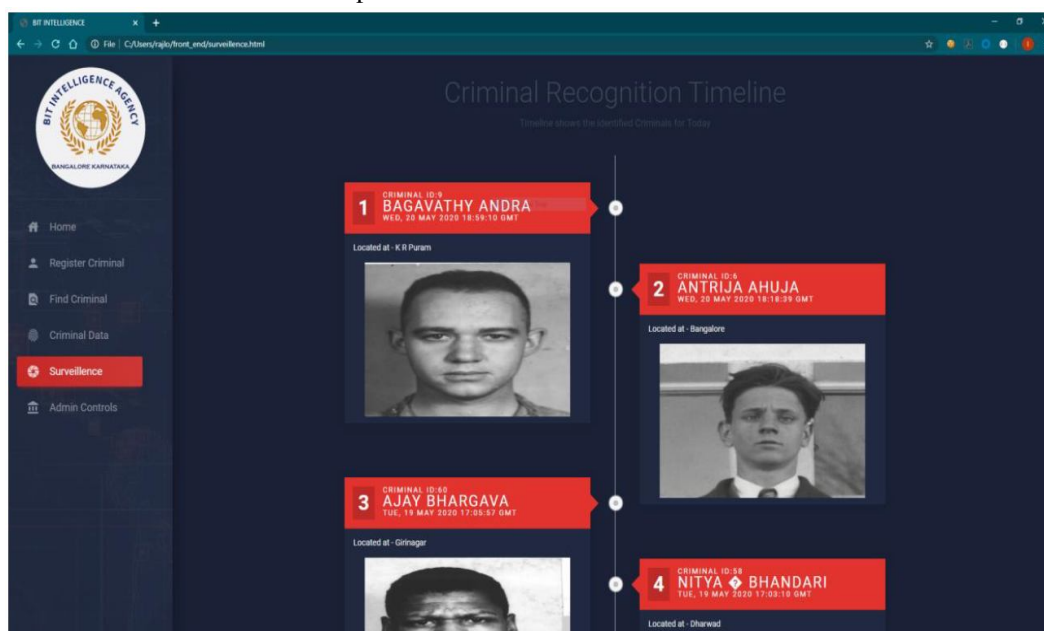 BIT INTELLIGENCE
File | C:/Users/rajlo/front_end/surveillence.html
BIT INTELLIGENCE AGENCY
BANGALORE KARNATAKA
Home
Register Criminal
Find Criminal
Criminal Data
Surveillence
Admin Controls
Criminal Recognition Timeline
Timeline shows the identified Criminals for Today
1
CRIMINAL ID:9
BAGAVATHY ANDRA
WED, 20 MAY 2020 18:59:10 GMT
Located at - K R Puram
2
CRIMINAL ID:6
ANTRIJA AHUJA
WED, 20 MAY 2020 18:18:39 GMT
Located at - Bangalore
3
CRIMINAL ID:60
AJAY BHARGAVA
TUE, 19 MAY 2020 17:05:57 GMT
Located at - Girinagar
4
CRIMINAL ID:58
NITYA � BHANDARI
TUE, 19 MAY 2020 17:03:10 GMT
Located at - Dharwad